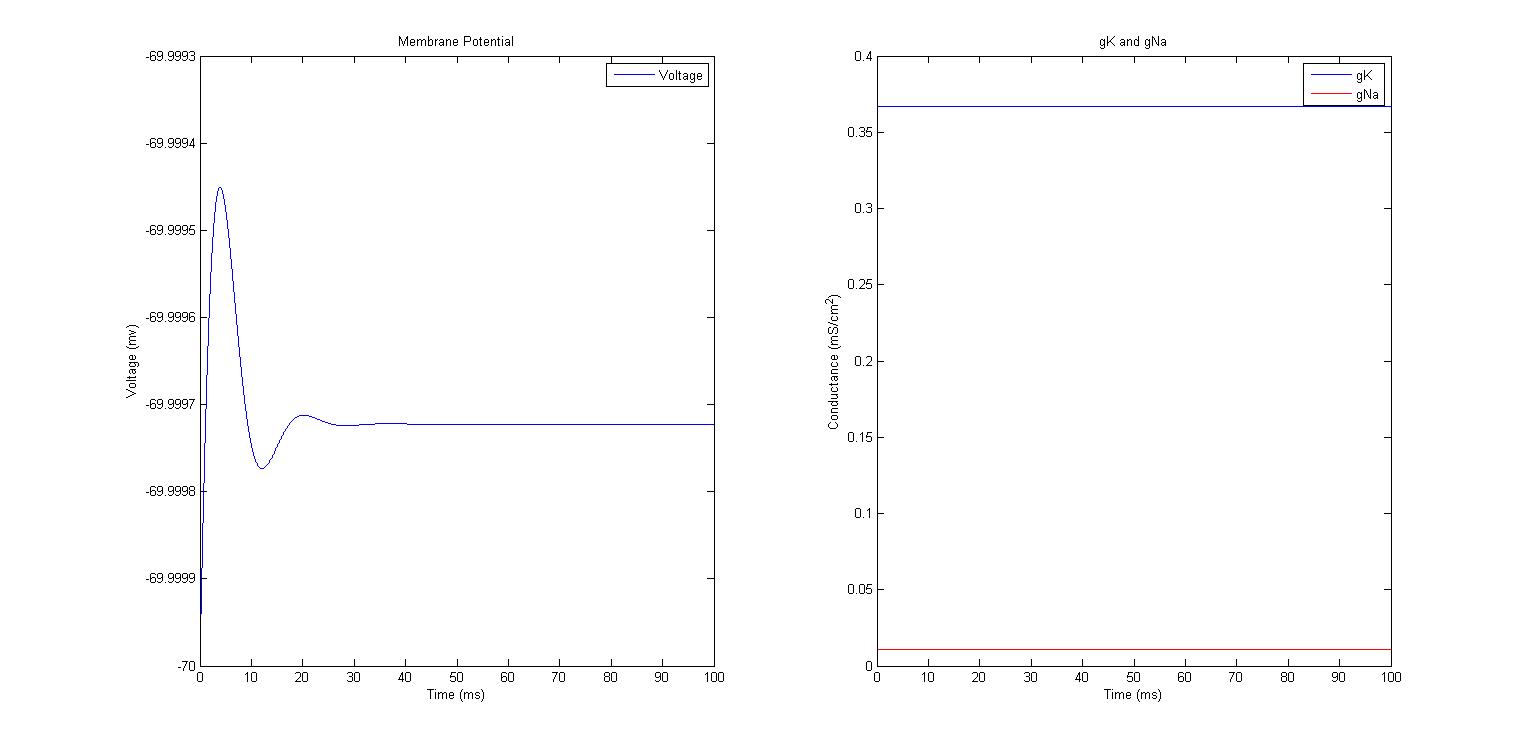 Membrane Potential
-69.9993
-69.9994
-69.9995
-69.9996
-69.9997
-69.9998
-69.9999
-70
Voltage (mv)
Voltage
0 10 20 30 40 50 60 70 80 90 100
Time (ms)
gK and gNa
0.4
0.35
0.3
0.25
0.2
0.15
0.1
0.05
0
Conductance (mS/cm²)
gK
gNa
0 10 20 30 40 50 60 70 80 90 100
Time (ms)